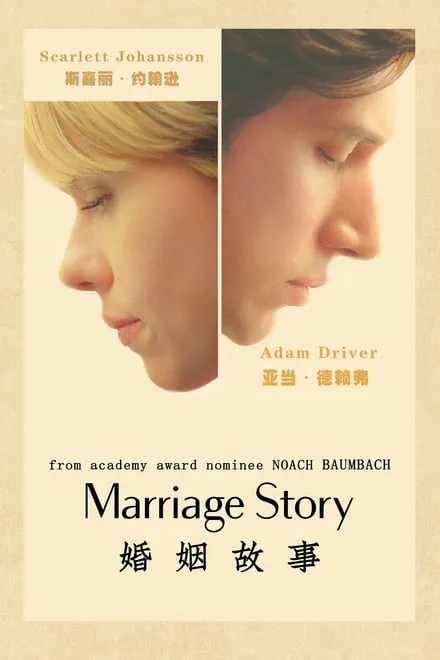 Scarlett Johansson
斯嘉丽·约翰逊
Adam Driver
亚当·德赖弗
from academy award nominee NOACH BAUMBACH
Marriage Story
婚姻故事